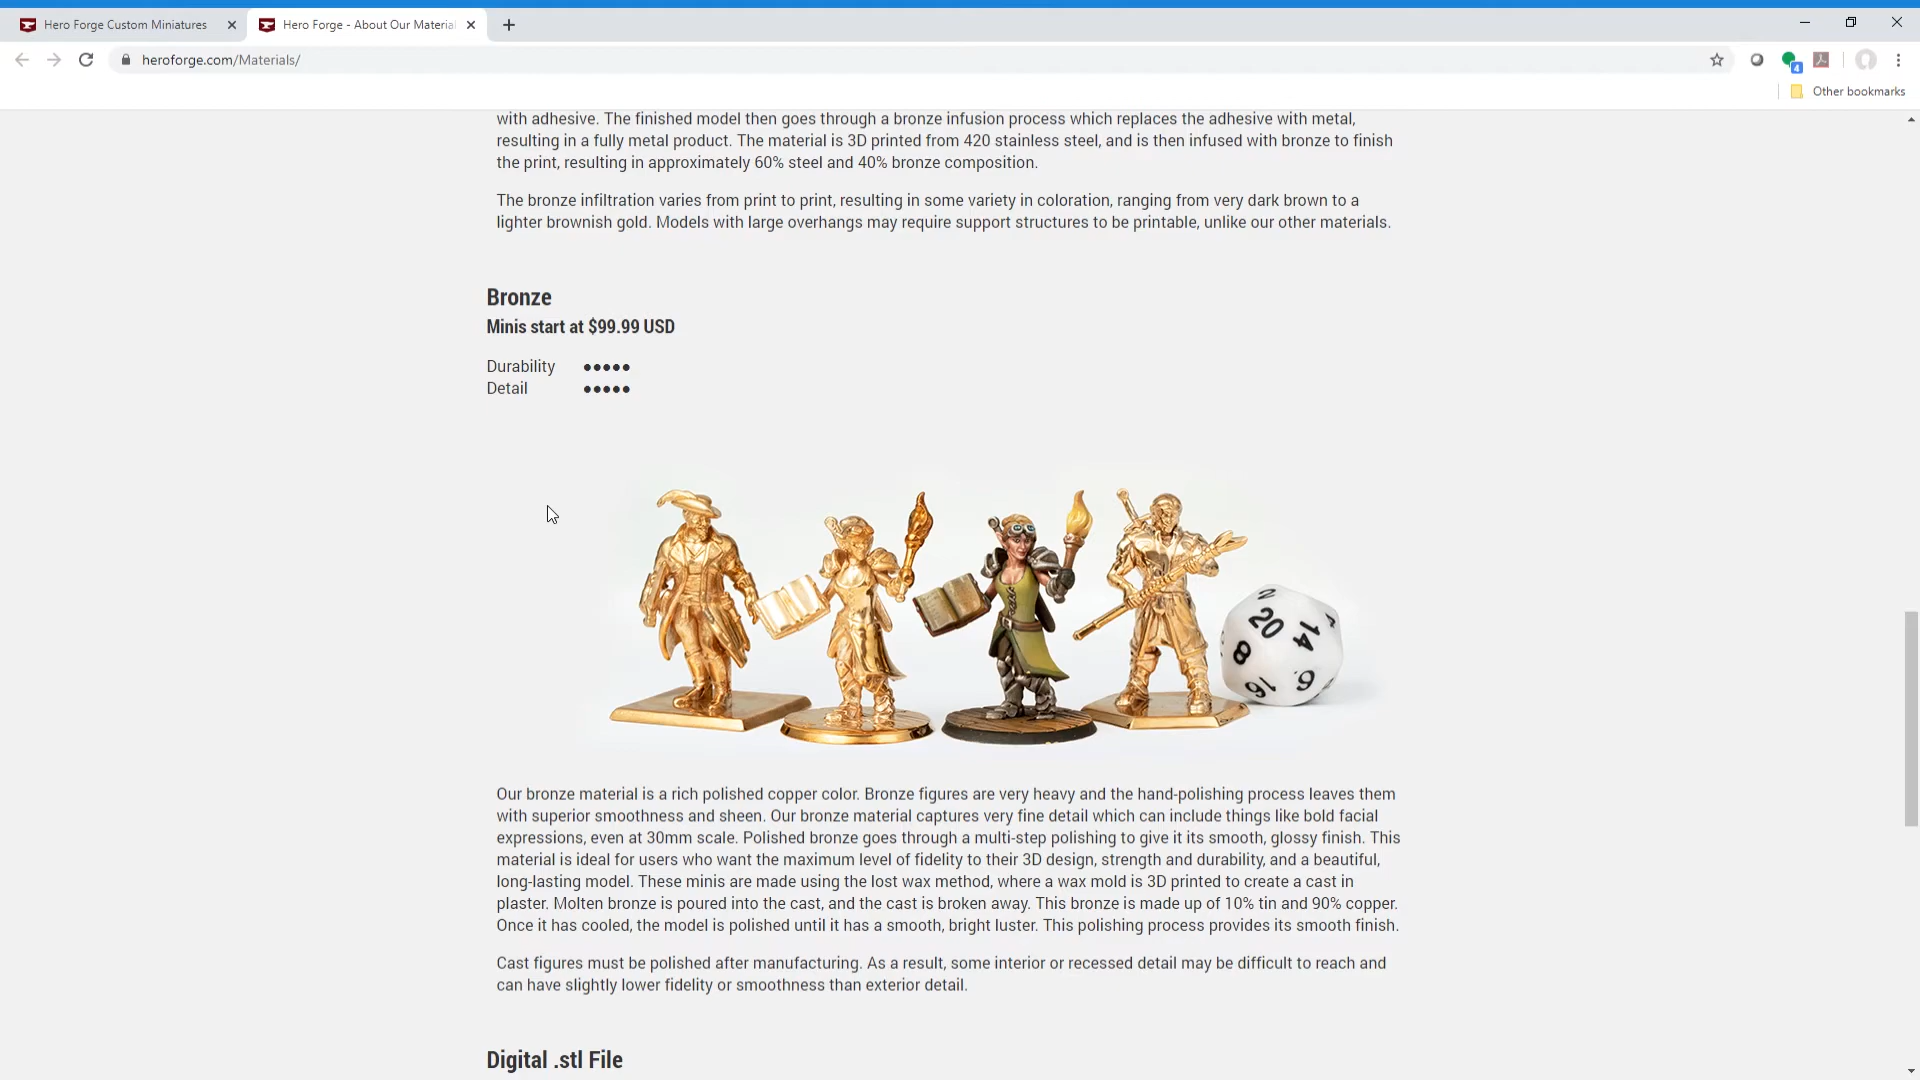 Hero Forge Custom Miniatures
Hero Forge - About Our Materia
heroforge.com/Materials/
4
Other bookmarks
with adhesive. The finished model then goes through a bronze infusion process which replaces the adhesive with metal,
resulting in a fully metal product. The material is 3D printed from 420 stainless steel, and is then infused with bronze to finish
the print, resulting in approximately 60% steel and 40% bronze composition.
The bronze infiltration varies from print to print, resulting in some variety in coloration, ranging from very dark brown to a
lighter brownish gold. Models with large overhangs may require support structures to be printable, unlike our other materials.
Bronze
Minis start at $99.99 USD
Durability •••••
Detail •••••
2
20
14
8
16
6
Our bronze material is a rich polished copper color. Bronze figures are very heavy and the hand-polishing process leaves them
with superior smoothness and sheen. Our bronze material captures very fine detail which can include things like bold facial
expressions, even at 30mm scale. Polished bronze goes through a multi-step polishing to give it its smooth, glossy finish. This
material is ideal for users who want the maximum level of fidelity to their 3D design, strength and durability, and a beautiful,
long-lasting model. These minis are made using the lost wax method, where a wax mold is 3D printed to create a cast in
plaster. Molten bronze is poured into the cast, and the cast is broken away. This bronze is made up of 10% tin and 90% copper.
Once it has cooled, the model is polished until it has a smooth, bright luster. This polishing process provides its smooth finish.
Cast figures must be polished after manufacturing. As a result, some interior or recessed detail may be difficult to reach and
can have slightly lower fidelity or smoothness than exterior detail.
Digital .stl File